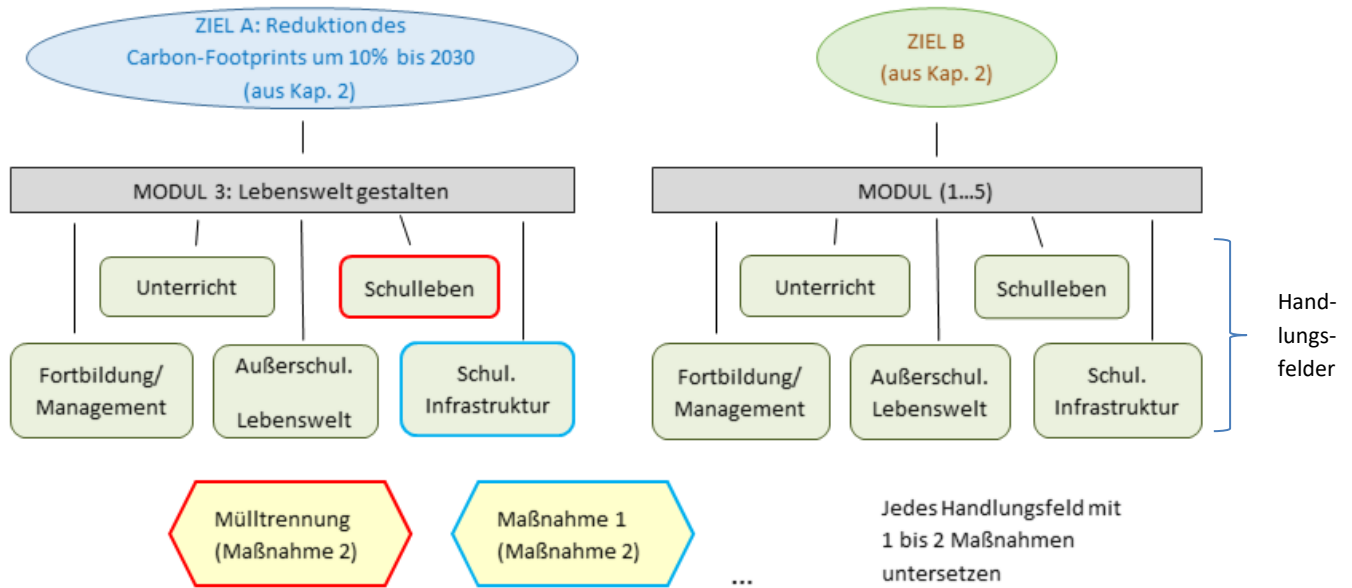 ZIEL A: Reduktion des
Carbon-Footprints um 10% bis 2030
(aus Kap. 2)
ZIEL B
(aus Kap. 2)
MODUL 3: Lebenswelt gestalten
MODUL (1...5)
Unterricht
Schulleben
Fortbildung/
Management
Außerschul.
Lebenswelt
Schul.
Infrastruktur
Unterricht
Schulleben
Fortbildung/
Management
Außerschul.
Lebenswelt
Schul.
Infrastruktur
Hand-
lungs-
felder
Mülltrennung
(Maßnahme 2)
Maßnahme 1
(Maßnahme 2)
...
Jedes Handlungsfeld mit
1 bis 2 Maßnahmen
untersetzen